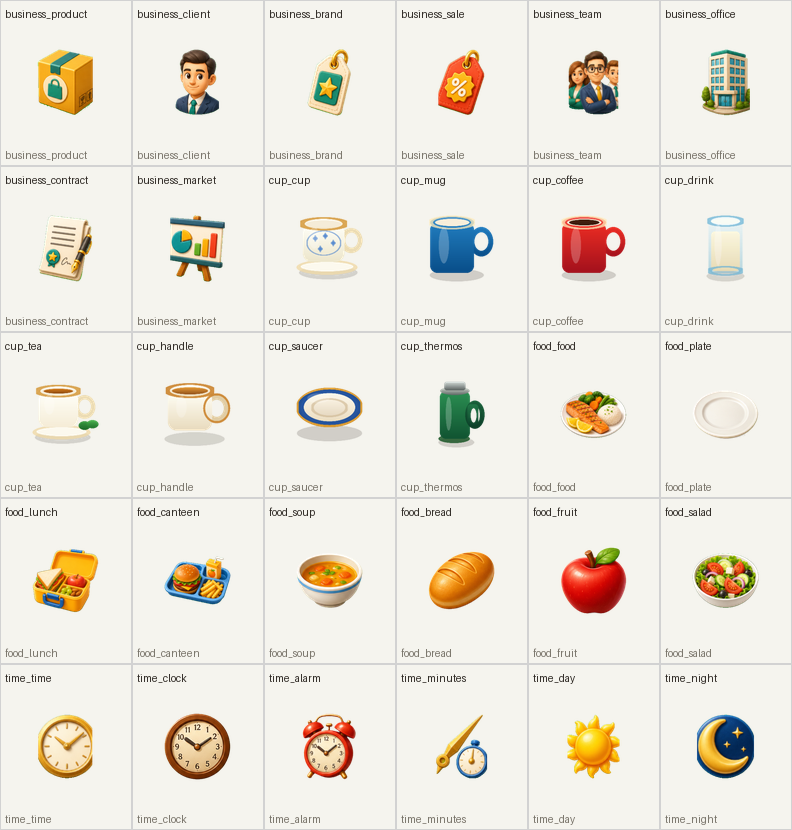 business_product business_client business_brand business_sale business_team business_office
business_product business_client business_brand business_sale business_team business_office
business_contract business_market cup_cup cup_mug cup_coffee cup_drink
business_contract business_market cup_cup cup_mug cup_coffee cup_drink
cup_tea cup_handle cup_saucer cup_thermos food_food food_plate
cup_tea cup_handle cup_saucer cup_thermos food_food food_plate
food_lunch food_canteen food_soup food_bread food_fruit food_salad
food_lunch food_canteen food_soup food_bread food_fruit food_salad
time_time time_clock time_alarm time_minutes time_day time_night
time_time time_clock time_alarm time_minutes time_day time_night